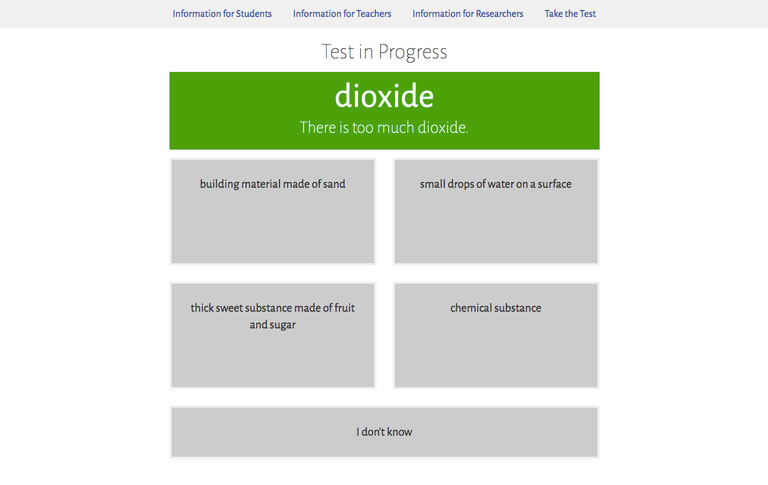 Information for Students Information for Teachers Information for Researchers Take the Test
Test in Progress
dioxide
There is too much dioxide.
building material made of sand
small drops of water on a surface
thick sweet substance made of fruit
and sugar
chemical substance
I don't know